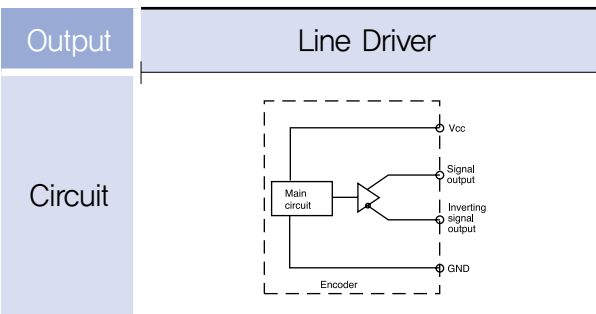 Output
Line Driver
Circuit
Vcc
Signal
output
Main
circuit
Inverting
signal
output
GND
Encoder